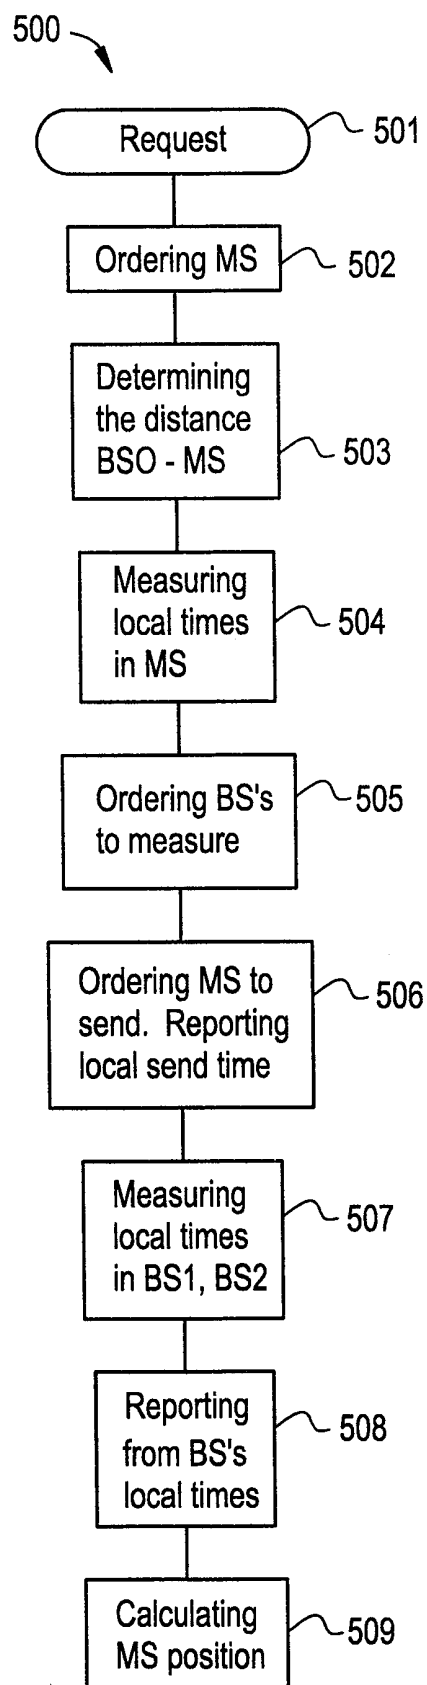 500
Request
501
Ordering MS
502
Determining
the distance
BSO - MS
503
Measuring
local times
in MS
504
Ordering BS's
to measure
505
Ordering MS to
send. Reporting
local send time
506
Measuring
local times
in BS1, BS2
507
Reporting
from BS's
local times
508
Calculating
MS position
509